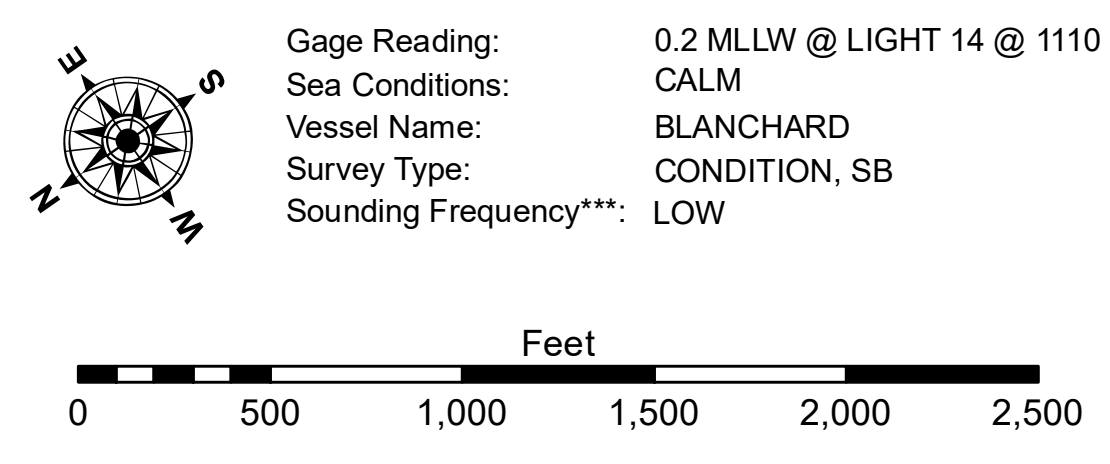 E
S
N
W
Gage Reading: 0.2 MLLW @ LIGHT 14 @ 1110
Sea Conditions: CALM
Vessel Name: BLANCHARD
Survey Type: CONDITION, SB
Sounding Frequency***: LOW
Feet
0 500 1,000 1,500 2,000 2,500